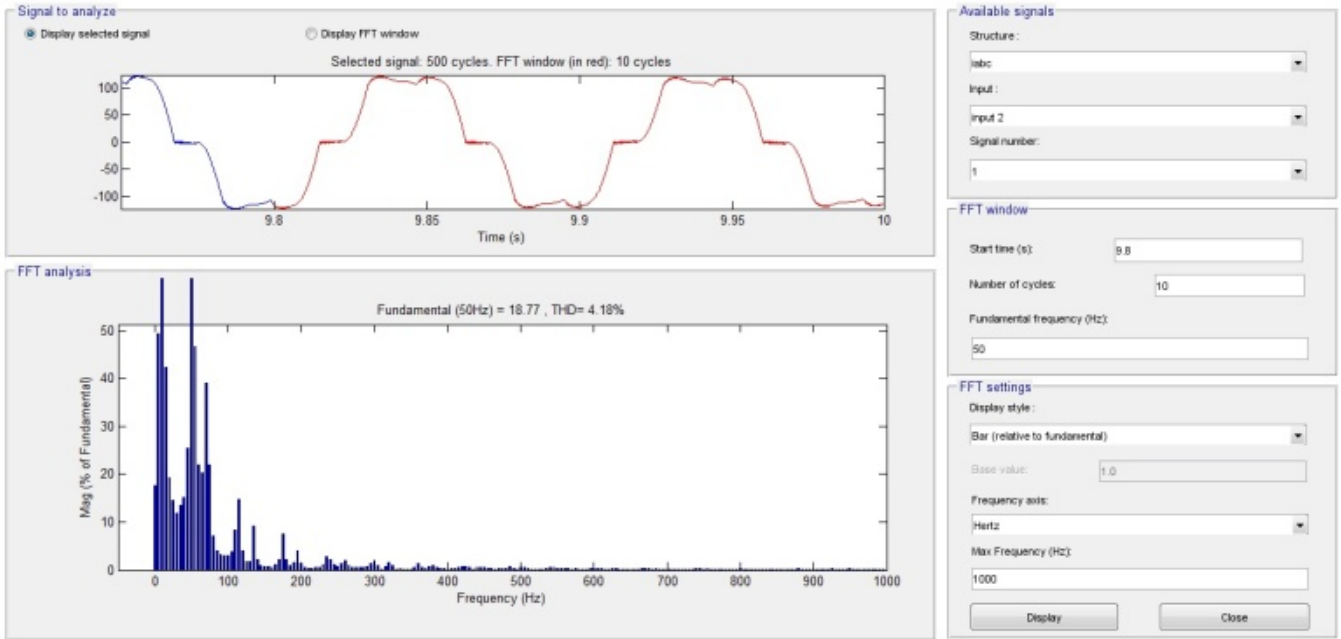 Signal to analyze
Display selected signal
Display FFT window
Selected signal: 500 cycles. FFT window (in red): 10 cycles
100
50
0
-50
-100
9.8
9.85
9.9
9.95
10
Time (s)
FFT analysis
Fundamental (50Hz) = 18.77 , THD= 4.18%
50
40
30
20
10
0
Mag (% of Fundamental)
0
100
200
300
400
500
600
700
800
900
1000
Frequency (Hz)
Available signals
Structure :
iabc
Input :
input 2
Signal number:
1
FFT window
Start time (s):
9.8
Number of cycles:
10
Fundamental frequency (Hz):
50
FFT settings
Display style :
Bar (relative to fundamental)
Base value:
1.0
Frequency axis:
Hertz
Max Frequency (Hz):
1000
Display
Close